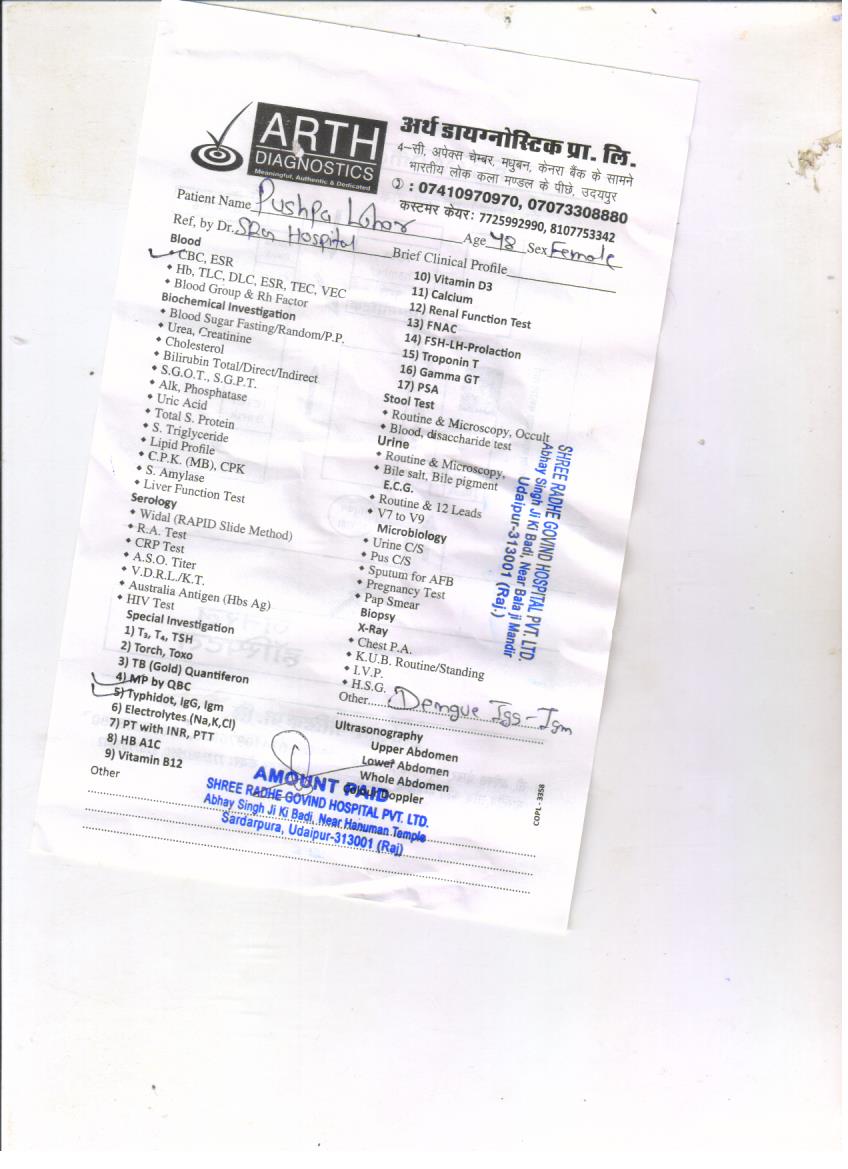 ARTH
DIAGNOSTICS
Meaningful, Authentic & Dedicated
अर्थ डायग्नोस्टिक प्रा. लि.
4-सी, अपेक्स चेम्बर, मधुबन, केनरा बैंक के सामने
भारतीय लोक कला मण्डल के पीछे, उदयपुर
: 07410970970, 07073308880
कस्टमर केयर: 7725992990, 8107753342
Patient Name Pushpa
Age 48 Sex Female
Ref, by Dr. Hospital
Brief Clinical Profile
Blood
CBC, ESR
Hb, TLC, DLC, ESR, TEC, VEC
Blood Group & Rh Factor
Biochemical Investigation
Blood Sugar Fasting/Random/P.P.
Urea, Creatinine
Cholesterol
Bilirubin Total/Direct/Indirect
S.G.O.T., S.G.P.T.
Alk, Phosphatase
Uric Acid
Total S. Protein
S. Triglyceride
Lipid Profile
C.P.K. (MB), CPK
S. Amylase
Liver Function Test
Serology
Widal (RAPID Slide Method)
R.A. Test
CRP Test
A.S.O. Titer
V.D.R.L./K.T.
Australia Antigen (Hbs Ag)
HIV Test
Special Investigation
1) T₃, T₄, TSH
2) Torch, Toxo
3) TB (Gold) Quantiferon
4) MP by QBC
5) Typhidot, IgG, Igm
6) Electrolytes (Na,K,Cl)
7) PT with INR, PTT
8) HB A1C
9) Vitamin B12
Other
10) Vitamin D3
11) Calcium
12) Renal Function Test
13) FNAC
14) FSH-LH-Prolaction
15) Troponin T
16) Gamma GT
17) PSA
Stool Test
Routine & Microscopy, Occult
Blood, disaccharide test
Urine
Routine & Microscopy,
Bile salt, Bile pigment
E.C.G.
Routine & 12 Leads
V7 to V9
Microbiology
Urine C/S
Pus C/S
Sputum for AFB
Pregnancy Test
Pap Smear
Biopsy
X-Ray
Chest P.A.
K.U.B. Routine/Standing
I.V.P.
H.S.G.
Other Dengue IgG-Igm
Ultrasonography
Upper Abdomen
Lower Abdomen
Whole Abdomen
Doppler
COPL - 3358
SHREE RADHE GOVIND HOSPITAL PVT. LTD.
Abhay Singh Ji Ki Badi, Near Bala ji Mandir
Udaipur-313001 (Raj.)
AMOUNT PAID
SHREE RADHE GOVIND HOSPITAL PVT. LTD.
Abhay Singh Ji Ki Badi, Near Hanuman Temple
Sardarpura, Udaipur-313001 (Raj)